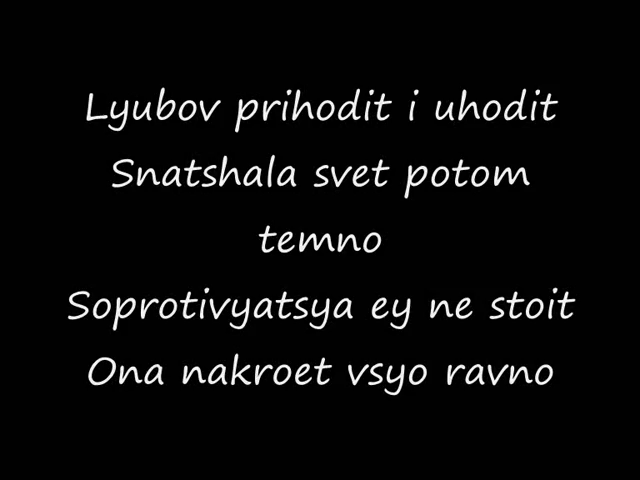 Lyubov prihodit i uhodit
Snatshala svet potom
temno
Soprotivyatsya ey ne stoit
Ona nakroet vsyo ravno